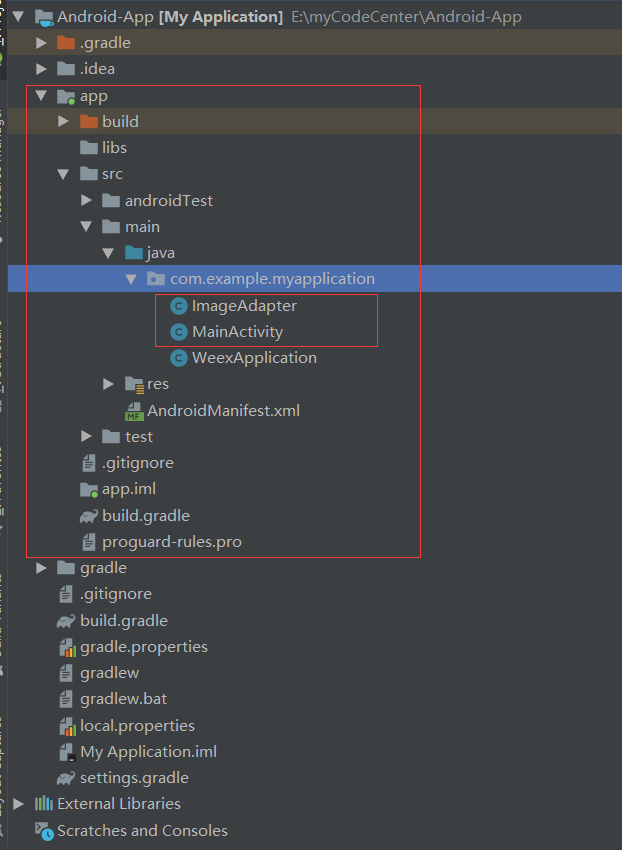 Android-App [My Application] E:\myCodeCenter\Android-App
.gradle
.idea
app
build
libs
src
androidTest
main
java
com.example.myapplication
ImageAdapter
MainActivity
WeexApplication
res
AndroidManifest.xml
test
.gitignore
app.iml
build.gradle
proguard-rules.pro
gradle
.gitignore
build.gradle
gradle.properties
gradlew
gradlew.bat
local.properties
My Application.iml
settings.gradle
External Libraries
Scratches and Consoles